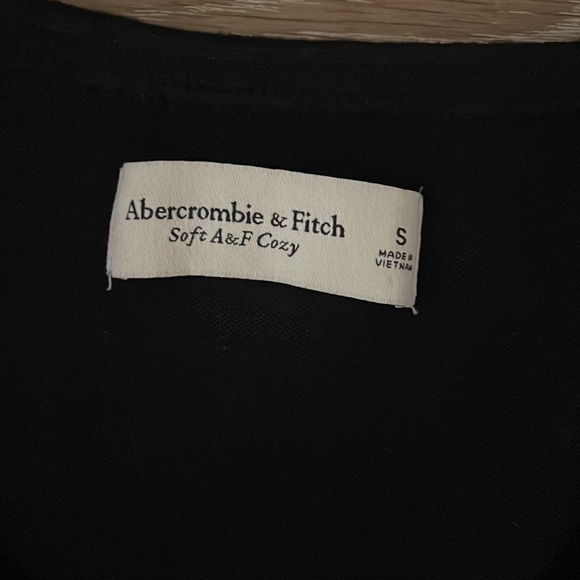 Abercrombie & Fitch
Soft A&F Cozy
S
MADE IN
VIETNAM